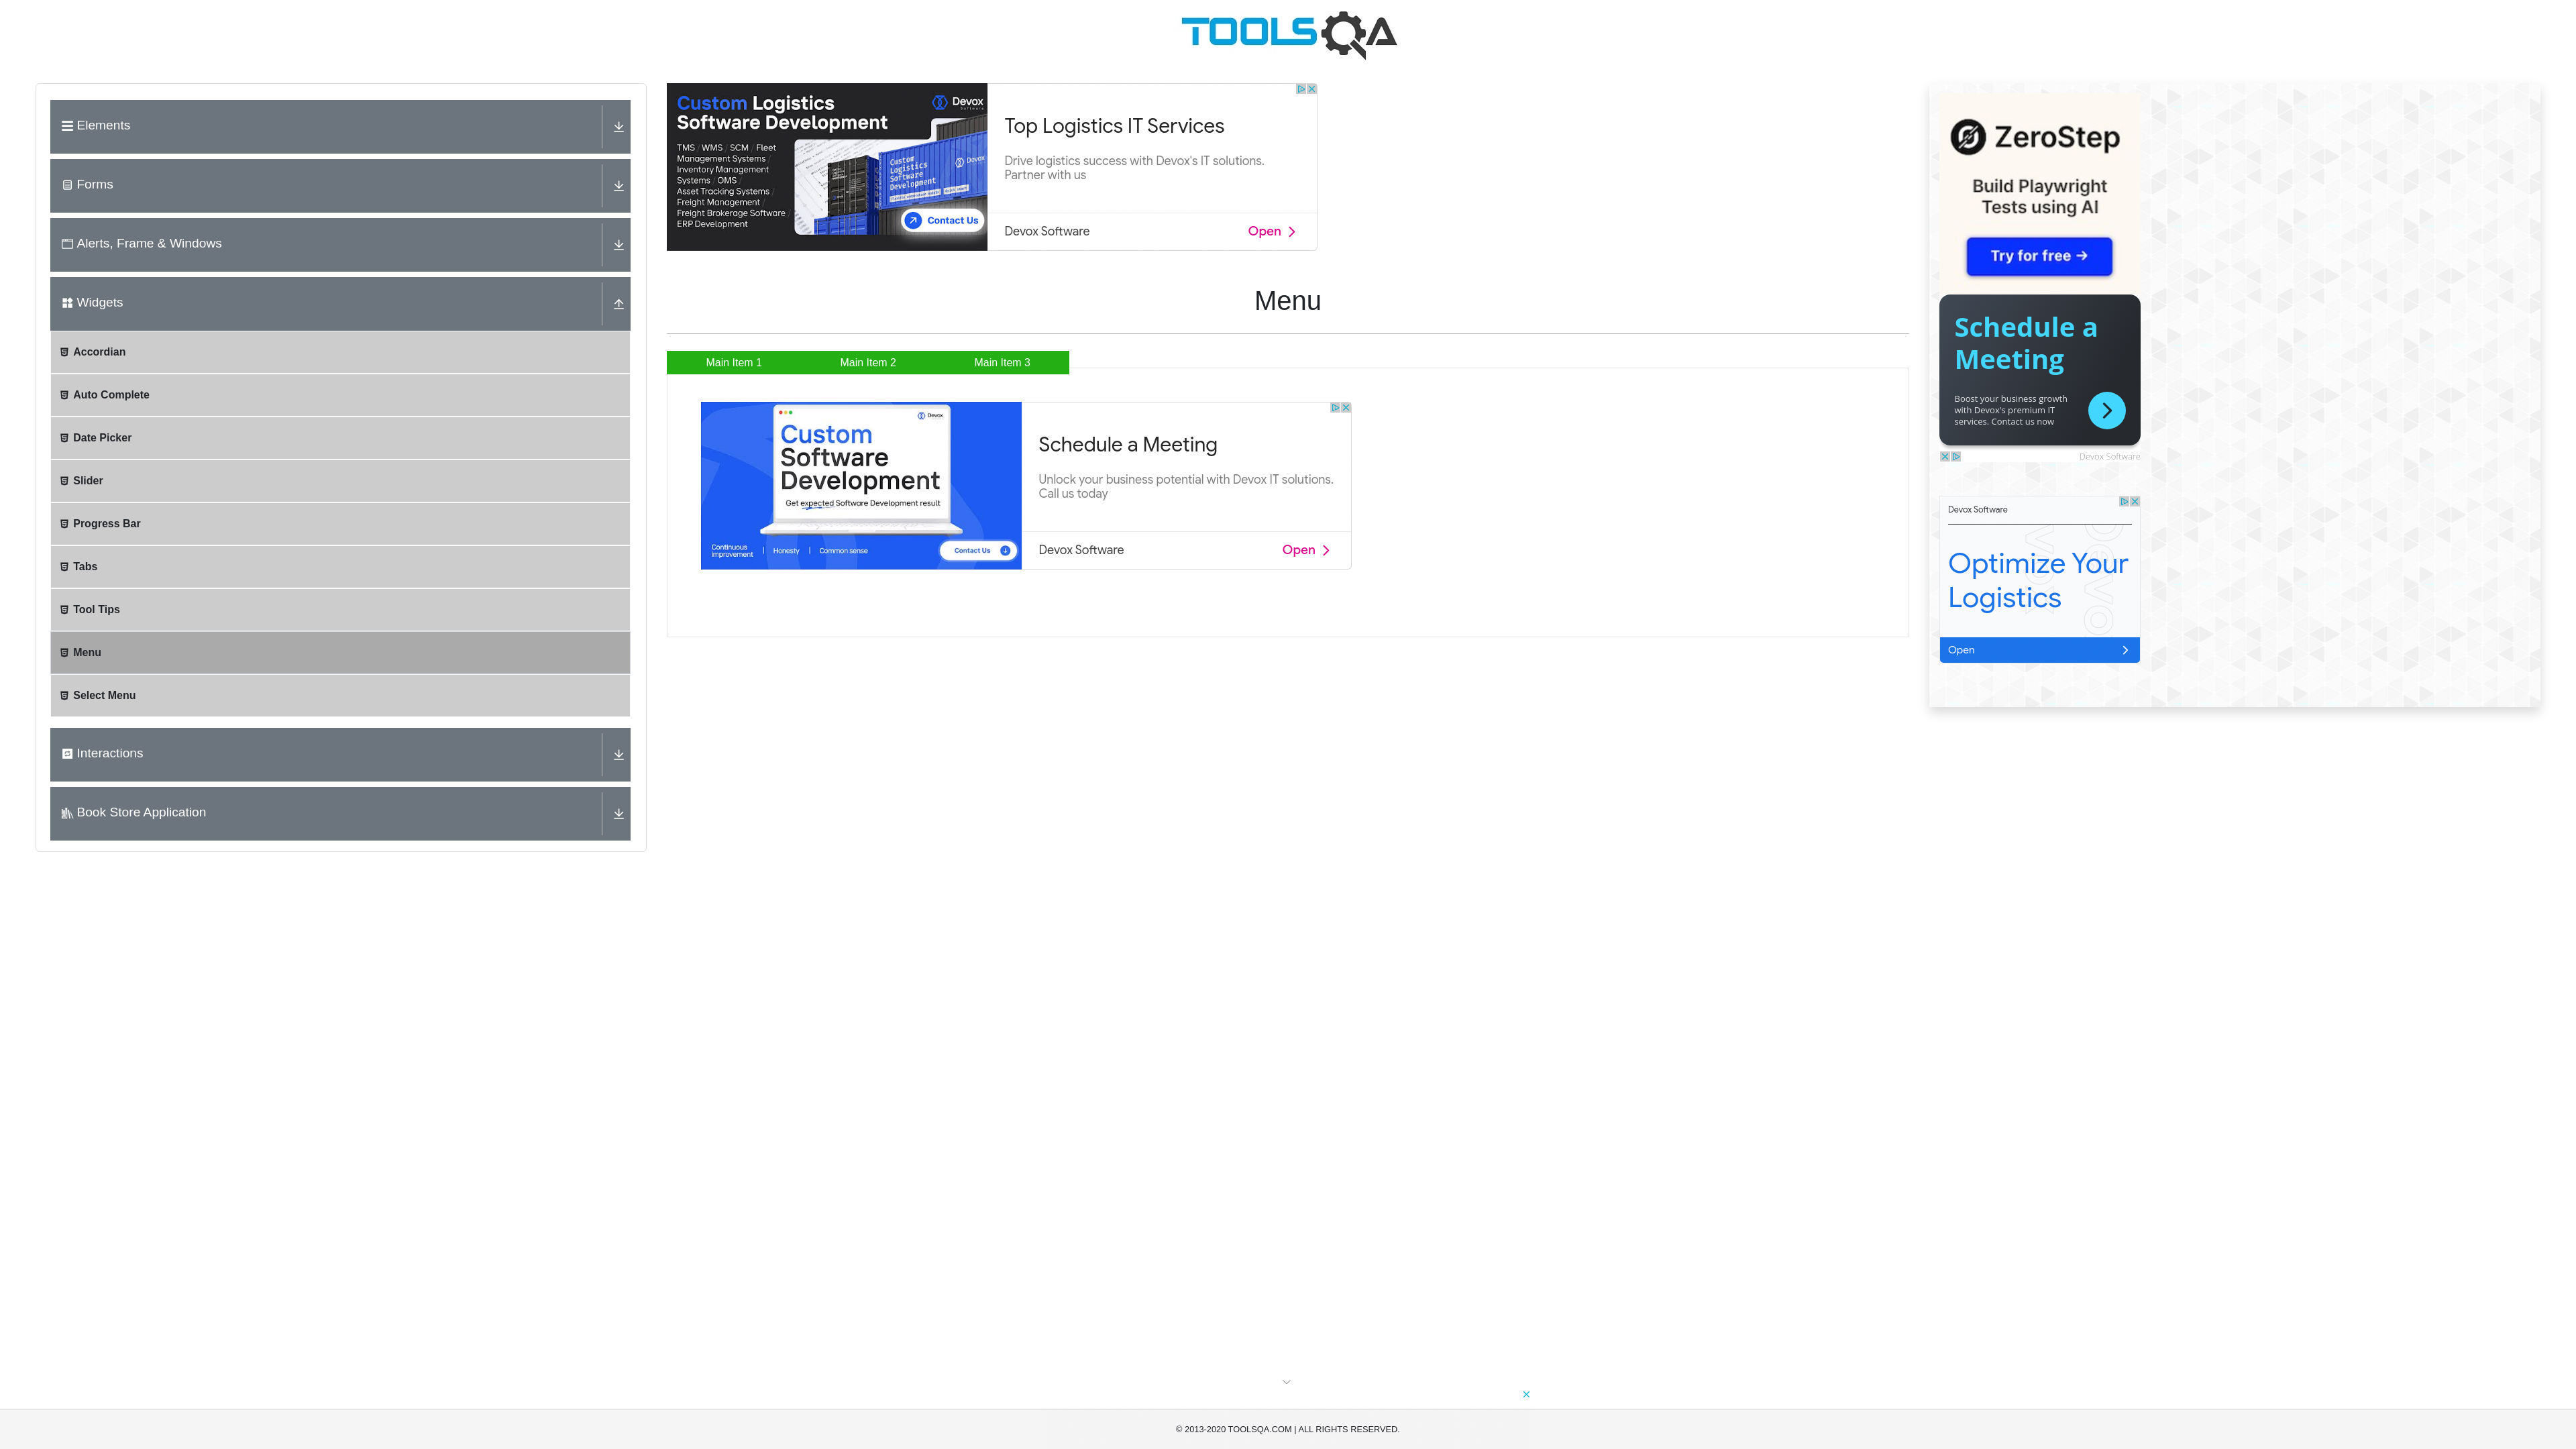 TOOLSQA
Elements
Forms
Alerts, Frame & Windows
Widgets
Accordian
Auto Complete
Date Picker
Slider
Progress Bar
Tabs
Tool Tips
Menu
Select Menu
Interactions
Book Store Application
Custom Logistics
Software Development
Devox
Software
TMS / WMS / SCM / Fleet
Management Systems /
Inventory Management
Systems / OMS /
Asset Tracking Systems /
Freight Management /
Freight Brokerage Software /
ERP Development
Custom
Logistics
Software
Development
Devox
Contact Us
Top Logistics IT Services
Drive logistics success with Devox's IT solutions.
Partner with us
Devox Software
Open
Menu
Main Item 1
Main Item 2
Main Item 3
Devox
Custom
Software
Development
Get expected Software Development result
Continuous
improvement
| Honesty | Common sense
Contact Us
Schedule a Meeting
Unlock your business potential with Devox IT solutions.
Call us today
Devox Software
Open
ZeroStep
Build Playwright
Tests using AI
Try for free →
Schedule a
Meeting
Boost your business growth
with Devox's premium IT
services. Contact us now
Devox Software
Devox Software
Optimize Your
Logistics
Open
© 2013-2020 TOOLSQA.COM | ALL RIGHTS RESERVED.